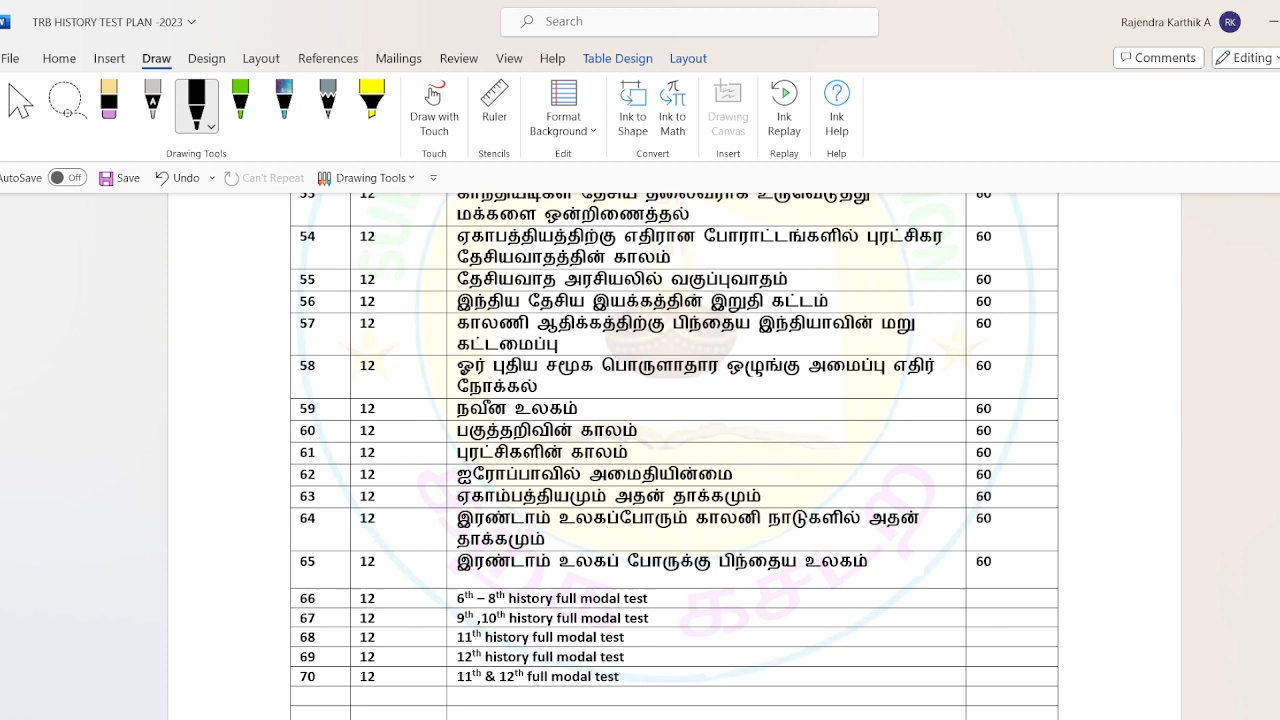 TRB HISTORY TEST PLAN -2023
Search
Rajendra Karthik A RK
File Home Insert Draw Design Layout References Mailings Review View Help Table Design Layout
Comments Editing
Draw with Touch
Ruler
Format Background
Ink to Shape
Ink to Math
Drawing Canvas
Ink Replay
Ink Help
Drawing Tools Touch Stencils Edit Convert Insert Replay Help
AutoSave Off Save Undo Can't Repeat Drawing Tools
53 12 காந்தியடிகள் தேசிய தலைவராக உருவெடுத்து 60
மக்களை ஒன்றிணைத்தல்
54 12 ஏகாபத்தியத்திற்கு எதிரான போராட்டங்களில் புரட்சிகர 60
தேசியவாதத்தின் காலம்
55 12 தேசியவாத அரசியலில் வகுப்புவாதம் 60
56 12 இந்திய தேசிய இயக்கத்தின் இறுதி கட்டம் 60
57 12 காலணி ஆதிக்கத்திற்கு பிந்தைய இந்தியாவின் மறு 60
கட்டமைப்பு
58 12 ஓர் புதிய சமூக பொருளாதார ஒழுங்கு அமைப்பு எதிர் 60
நோக்கல்
59 12 நவீன உலகம் 60
60 12 பகுத்தறிவின் காலம் 60
61 12 புரட்சிகளின் காலம் 60
62 12 ஐரோப்பாவில் அமைதியின்மை 60
63 12 ஏகாம்பத்தியமும் அதன் தாக்கமும் 60
64 12 இரண்டாம் உலகப்போரும் காலனி நாடுகளில் அதன் 60
தாக்கமும்
65 12 இரண்டாம் உலகப் போருக்கு பிந்தைய உலகம் 60
66 12 6th – 8th history full modal test
67 12 9th ,10th history full modal test
68 12 11th history full modal test
69 12 12th history full modal test
70 12 11th & 12th full modal test